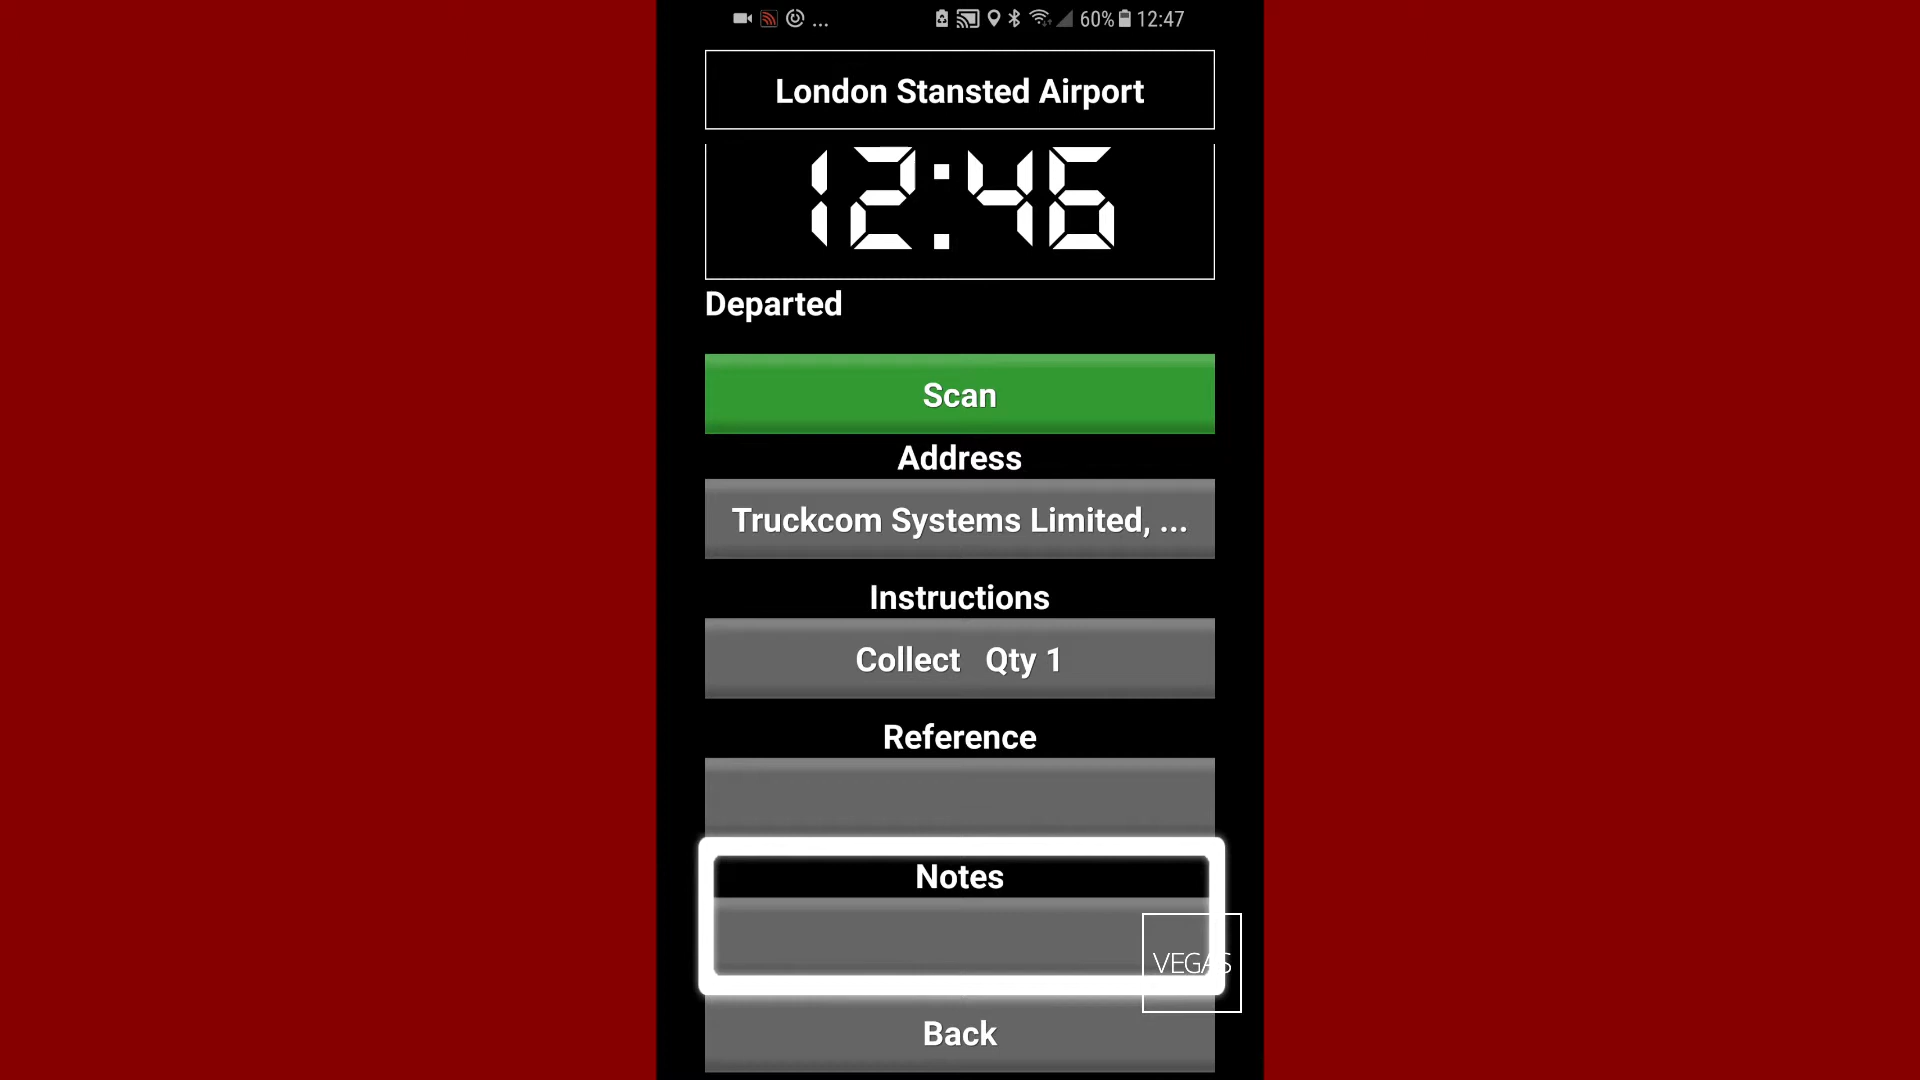 ... 60% 12:47
London Stansted Airport
12:46
Departed
Scan
Address
Truckcom Systems Limited, ...
Instructions
Collect Qty 1
Reference
Notes
VEGAS
Back